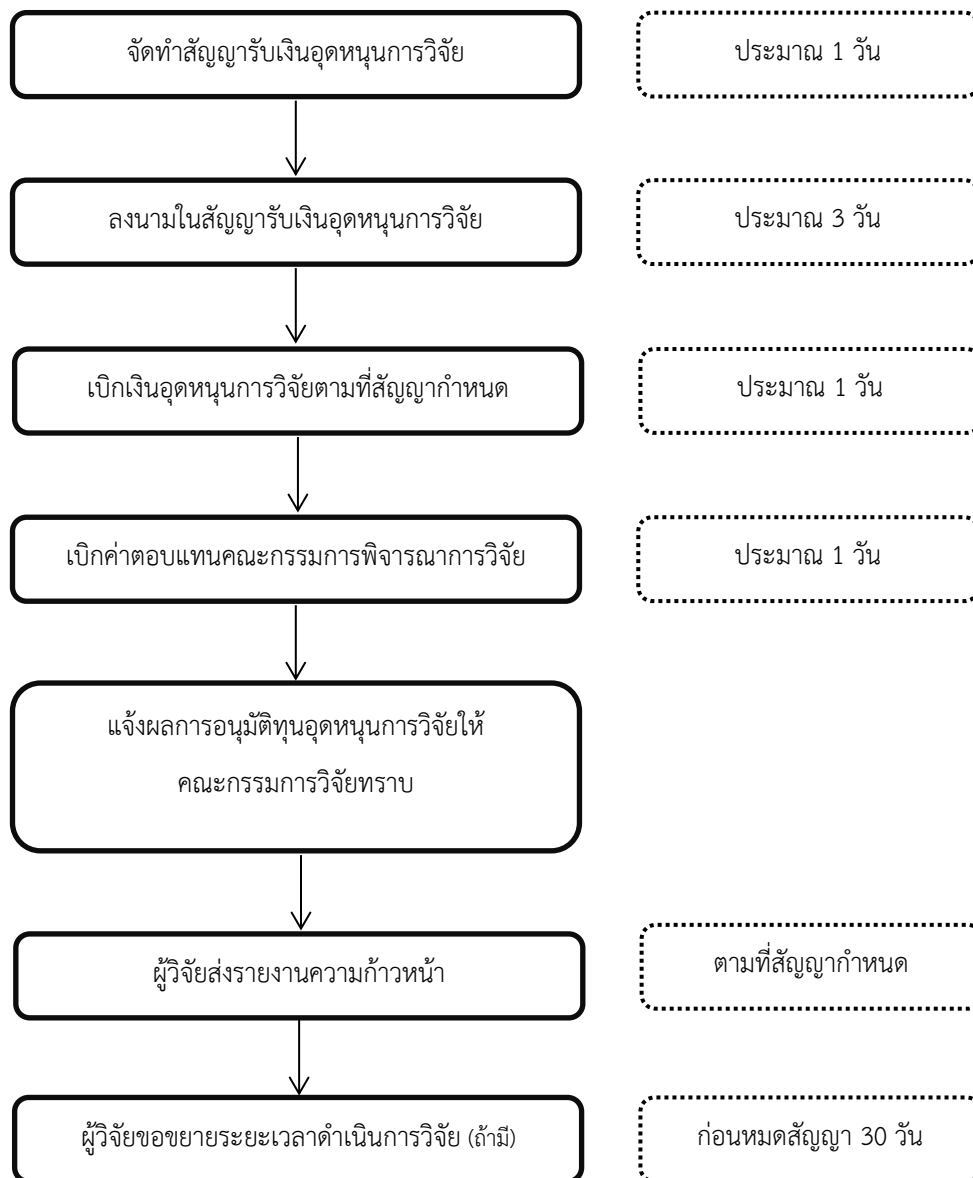 จัดทำสัญญารับเงินอุดหนุนการวิจัย
ประมาณ 1 วัน
ลงนามในสัญญารับเงินอุดหนุนการวิจัย
ประมาณ 3 วัน
เบิกเงินอุดหนุนการวิจัยตามที่สัญญากำหนด
ประมาณ 1 วัน
เบิกค่าตอบแทนคณะกรรมการพิจารณาการวิจัย
ประมาณ 1 วัน
แจ้งผลการอนุมัติทุนอุดหนุนการวิจัยให้
คณะกรรมการวิจัยทราบ
ผู้วิจัยส่งรายงานความก้าวหน้า
ตามที่สัญญากำหนด
ผู้วิจัยขอขยายระยะเวลาดำเนินการวิจัย (ถ้ามี)
ก่อนหมดสัญญา 30 วัน